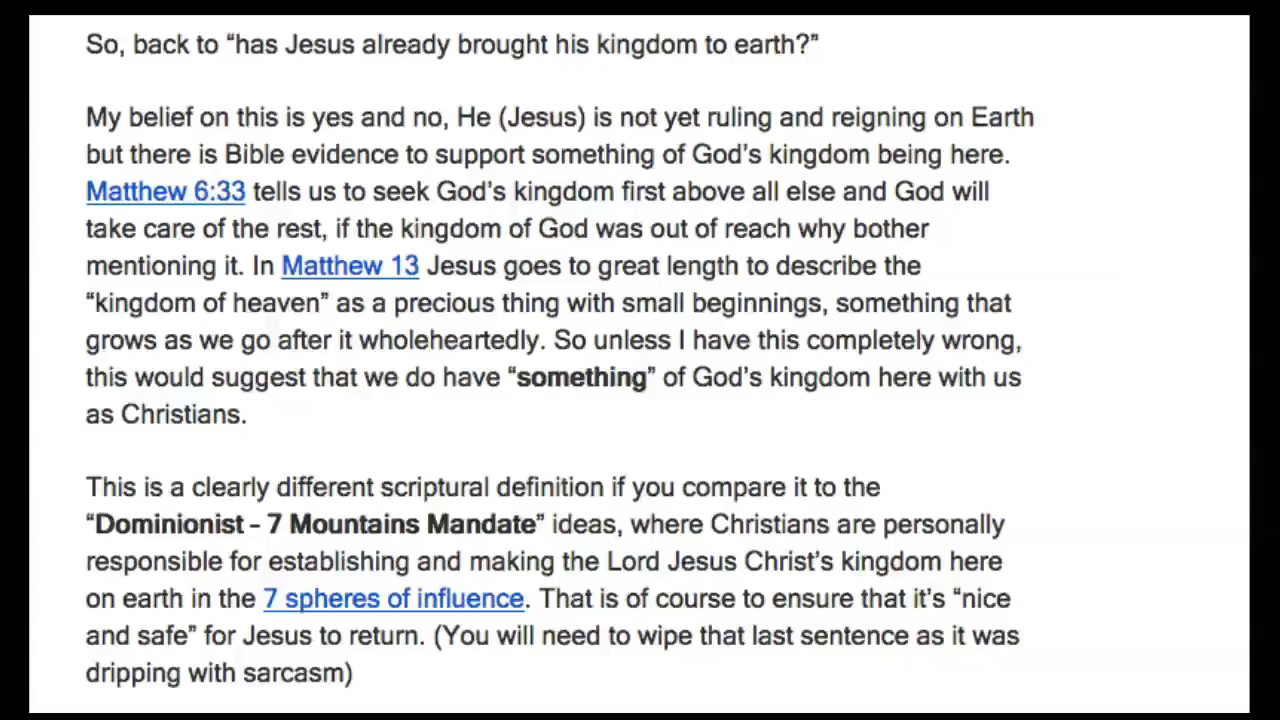 So, back to “has Jesus already brought his kingdom to earth?”
My belief on this is yes and no, He (Jesus) is not yet ruling and reigning on Earth
but there is Bible evidence to support something of God’s kingdom being here.
Matthew 6:33 tells us to seek God’s kingdom first above all else and God will
take care of the rest, if the kingdom of God was out of reach why bother
mentioning it. In Matthew 13 Jesus goes to great length to describe the
“kingdom of heaven” as a precious thing with small beginnings, something that
grows as we go after it wholeheartedly. So unless I have this completely wrong,
this would suggest that we do have “something” of God’s kingdom here with us
as Christians.
This is a clearly different scriptural definition if you compare it to the
“Dominionist – 7 Mountains Mandate” ideas, where Christians are personally
responsible for establishing and making the Lord Jesus Christ’s kingdom here
on earth in the 7 spheres of influence. That is of course to ensure that it’s “nice
and safe” for Jesus to return. (You will need to wipe that last sentence as it was
dripping with sarcasm)